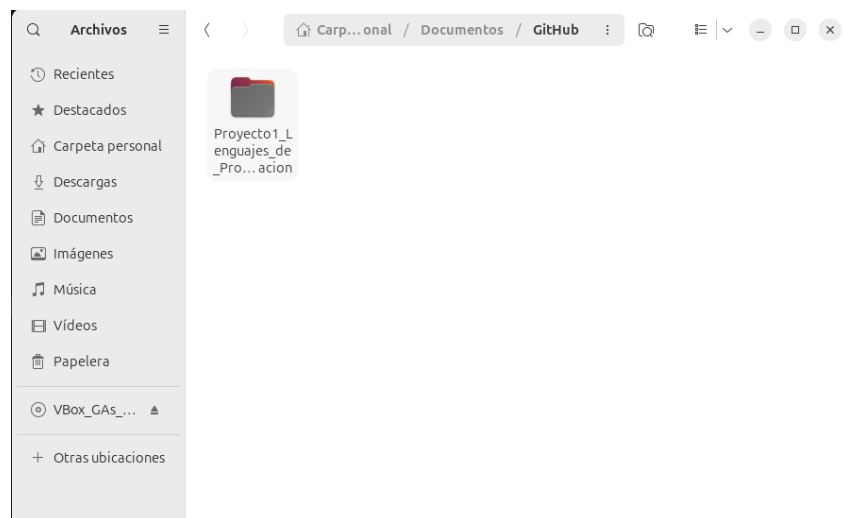 Archivos
Carp...onal / Documentos / GitHub
Recientes
Destacados
Carpeta personal
Descargas
Documentos
Imágenes
Música
Vídeos
Papelera
VBox_GAs_...
Otras ubicaciones
Proyecto1_L
enguajes_de
_Pro...acion